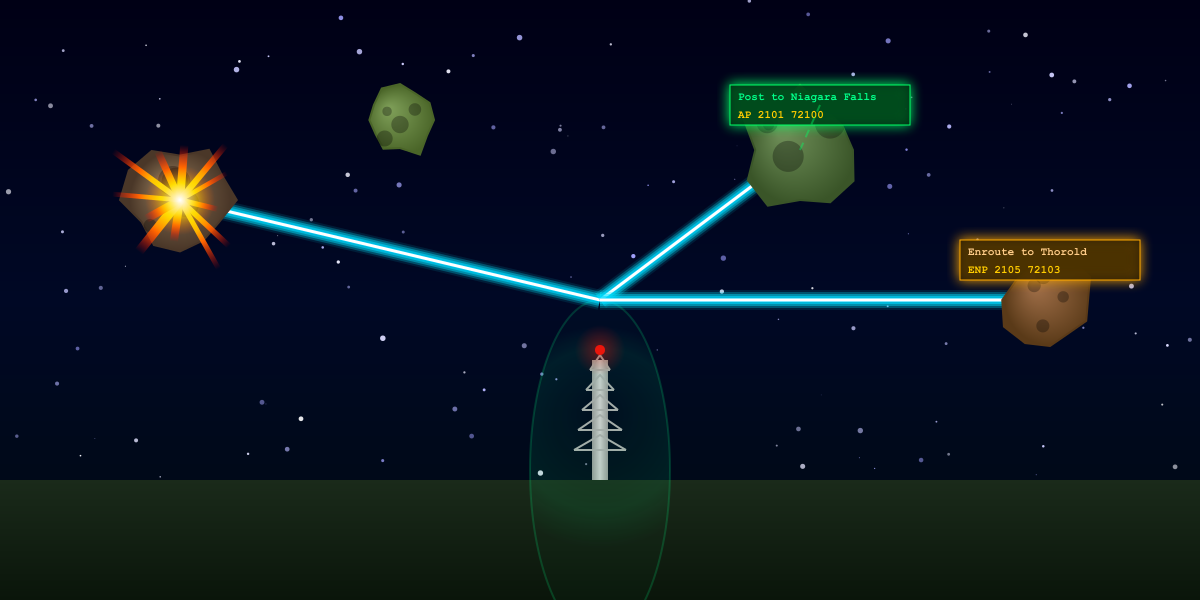 Post to Niagara Falls
AP 2101 72100
Enroute to Thorold
ENP 2105 72103